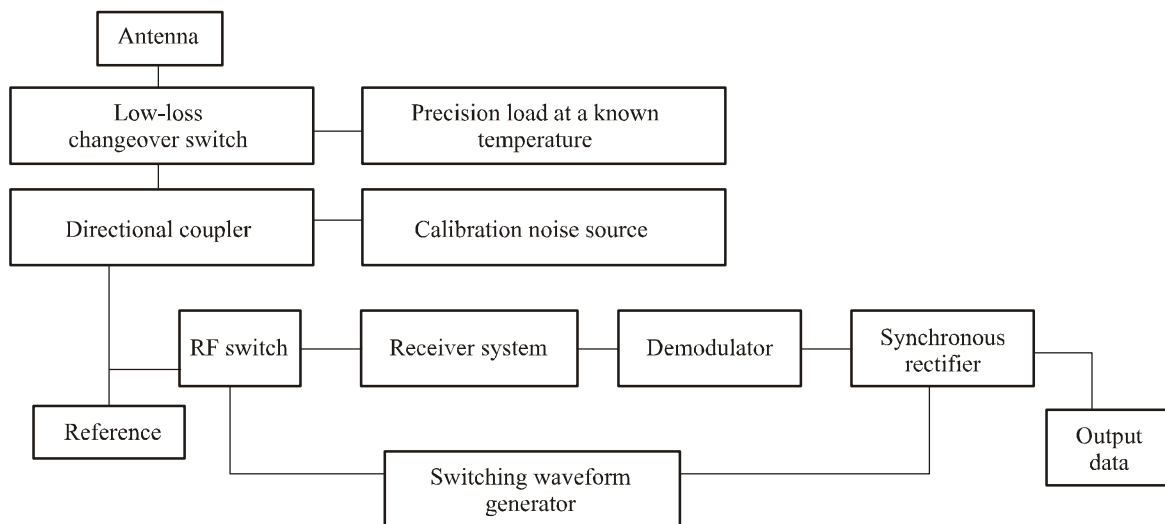 Antenna
Low-loss
changeover switch
Precision load at a known
temperature
Directional coupler
Calibration noise source
RF switch
Receiver system
Demodulator
Synchronous
rectifier
Reference
Switching waveform
generator
Output
data